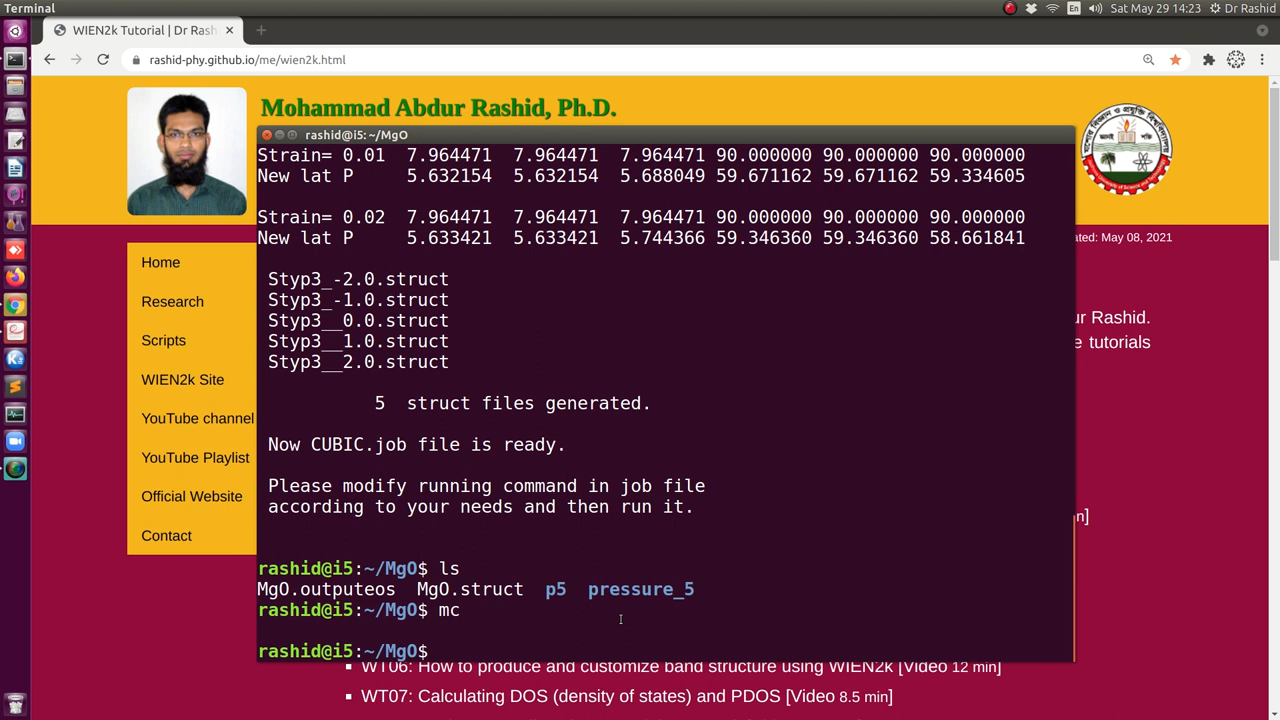 Terminal
En
Sat May 29 14:23
Dr Rashid
WIEN2k Tutorial | Dr Rash
rashid-phy.github.io/me/wien2k.html
Mohammad Abdur Rashid, Ph.D.
rashid@i5: ~/MgO
Strain= 0.01 7.964471 7.964471 7.964471 90.000000 90.000000 90.000000
New lat P 5.632154 5.632154 5.688049 59.671162 59.671162 59.334605
Strain= 0.02 7.964471 7.964471 7.964471 90.000000 90.000000 90.000000
New lat P 5.633421 5.633421 5.744366 59.346360 59.346360 58.661841
Styp3_-2.0.struct
Styp3_-1.0.struct
Styp3__0.0.struct
Styp3__1.0.struct
Styp3__2.0.struct
5 struct files generated.
Now CUBIC.job file is ready.
Please modify running command in job file
according to your needs and then run it.
rashid@i5:~/MgO$ ls
MgO.outputeos MgO.struct p5 pressure_5
rashid@i5:~/MgO$ mc
rashid@i5:~/MgO$
Home
Research
Scripts
WIEN2k Site
YouTube channel
YouTube Playlist
Official Website
Contact
ated: May 08, 2021
ur Rashid.
e tutorials
n]
WT06: How to produce and customize band structure using WIEN2k [Video 12 min]
WT07: Calculating DOS (density of states) and PDOS [Video 8.5 min]